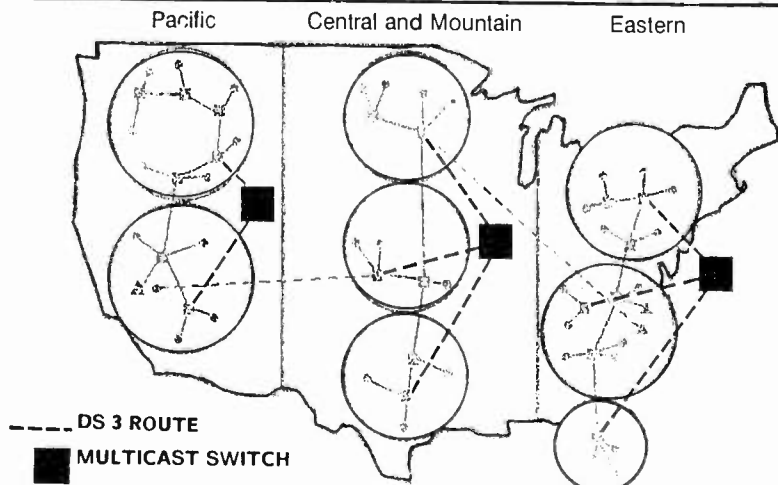 Pacific
Central and Mountain
Eastern
DS 3 ROUTE
MULTICAST SWITCH